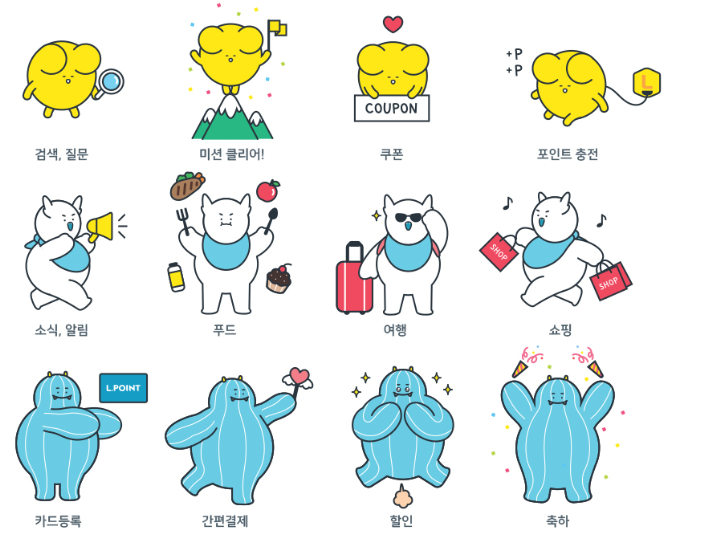 COUPON
+P
+P
L
검색, 질문
미션 클리어!
쿠폰
포인트 충전
SHOP
SHOP
소식, 알림
푸드
여행
쇼핑
L.POINT
카드등록
간편결제
할인
축하